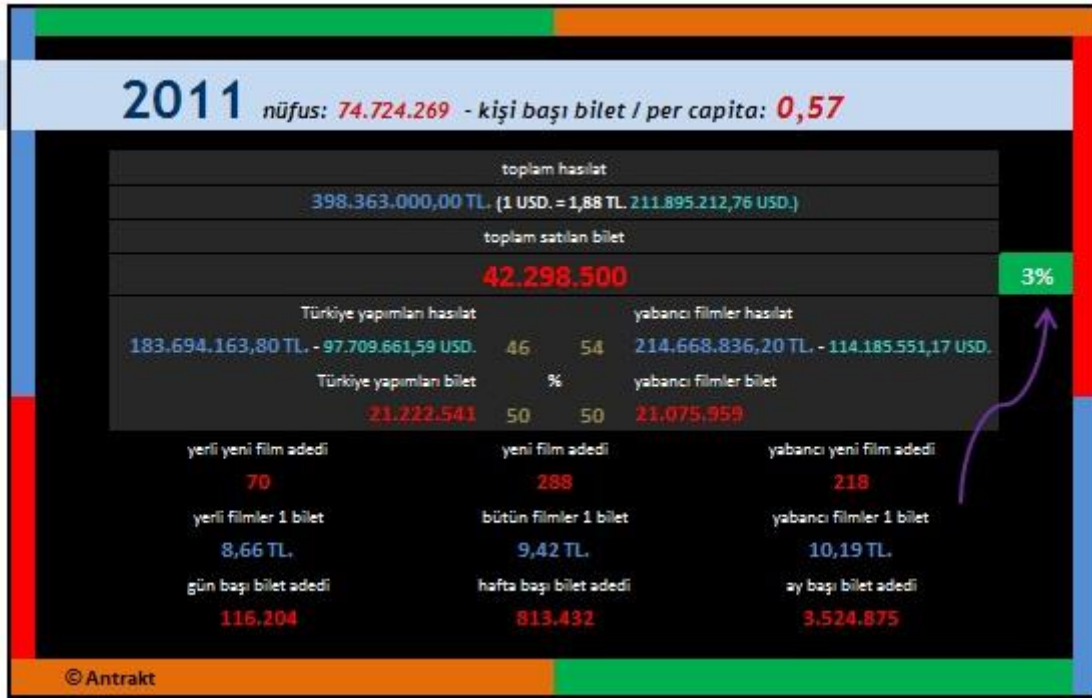 2011 nüfus: 74.724.269 - kişi başı bilet / per capita: 0,57
toplam hasılat
398.363.000,00 TL. (1 USD. = 1,88 TL. 211.895.212,76 USD.)
toplam satılan bilet
42.298.500 3%
Türkiye yapımları hasılat yabancı filmler hasılat
183.694.163,80 TL. - 97.709.661,59 USD. 46 54 214.668.836,20 TL. - 114.185.551,17 USD.
Türkiye yapımları bilet % yabancı filmler bilet
21.222.541 50 50 21.075.959
yerli yeni film adedi yeni film adedi yabancı yeni film adedi
70 288 218
yerli filmler 1 bilet bütün filmler 1 bilet yabancı filmler 1 bilet
8,66 TL. 9,42 TL. 10,19 TL.
gün başı bilet adedi hafta başı bilet adedi ay başı bilet adedi
116.204 813.432 3.524.875
© Antrakt